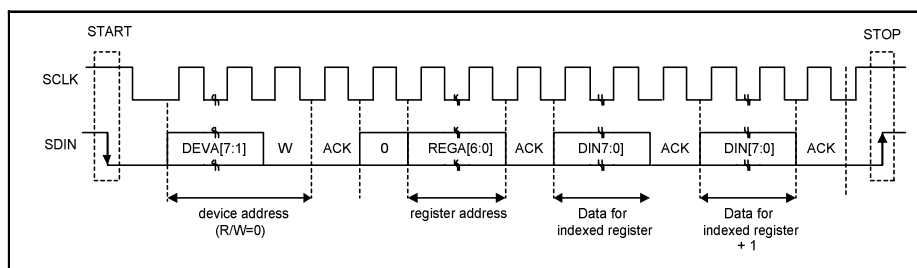 START STOP
SCLK
SDIN DEVA[7:1] W ACK 0 REGA[6:0] ACK DIN7:0] ACK DIN[7:0] ACK
device address register address Data for Data for
(R/W=0) indexed register indexed register
+ 1